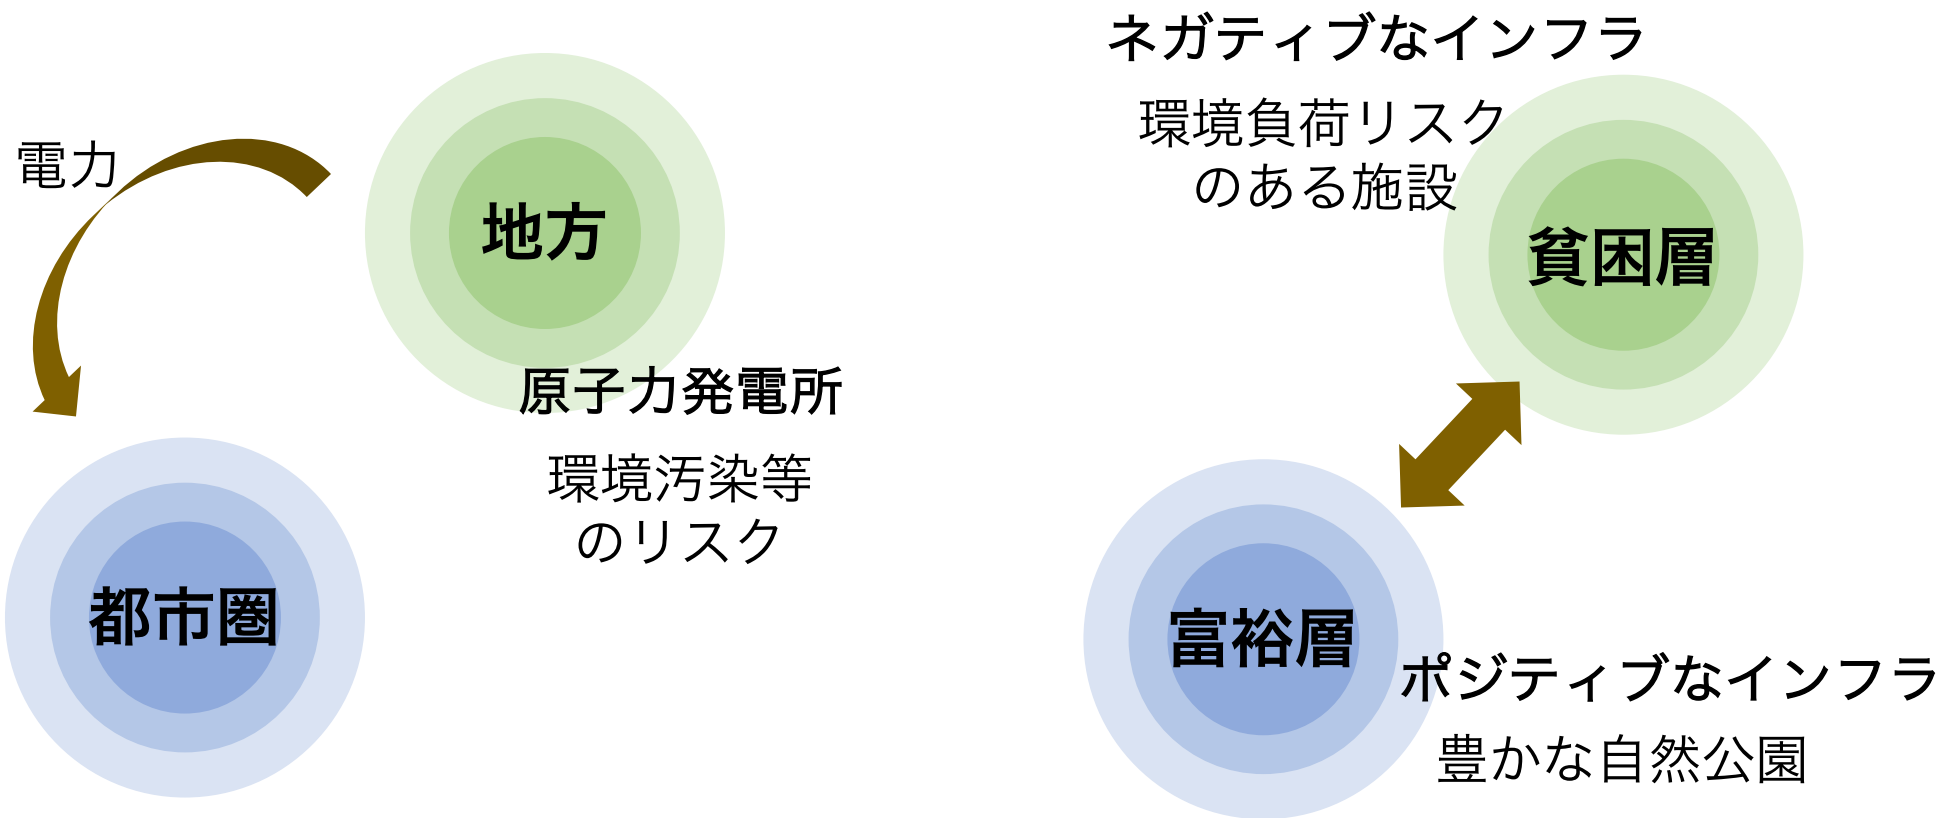 電力
地方
原子力発電所
環境汚染等
のリスク
都市圏
ネガティブなインフラ
環境負荷リスク
のある施設
貧困層
富裕層
ポジティブなインフラ
豊かな自然公園